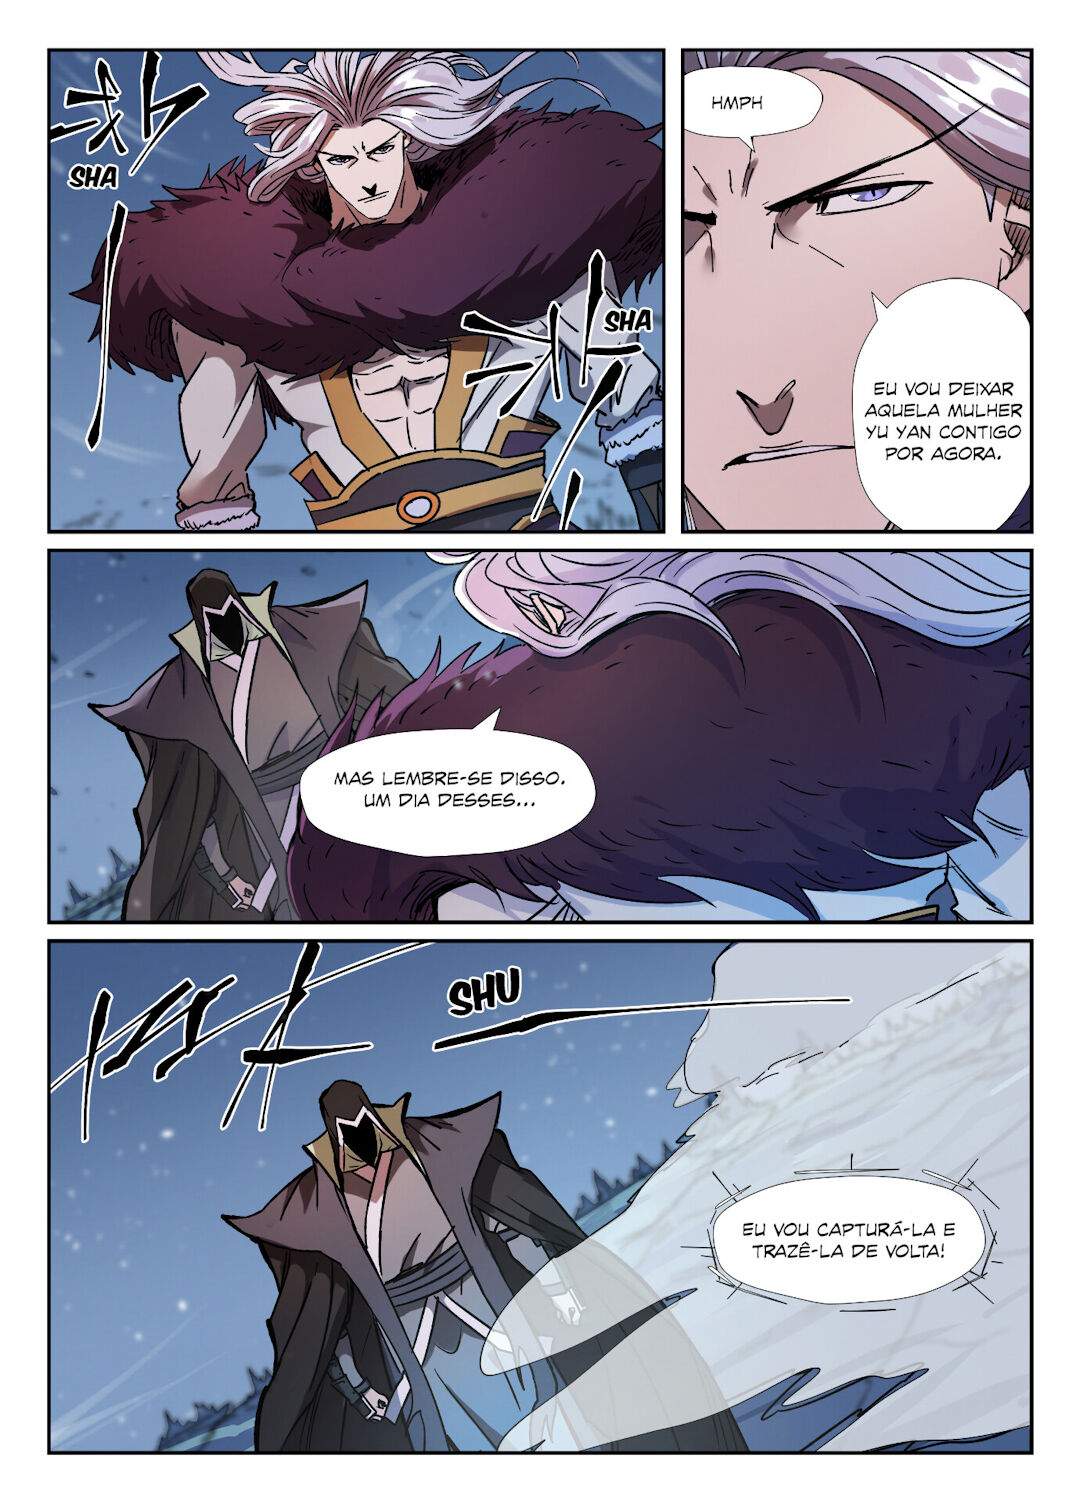 SHA
SHA
HMPH
EU VOU DEIXAR
AQUELA MULHER
YU YAN CONTIGO
POR AGORA.
MAS LEMBRE-SE DISSO.
UM DIA DESSES...
SHU
EU VOU CAPTURÁ-LA E
TRAZÊ-LA DE VOLTA!